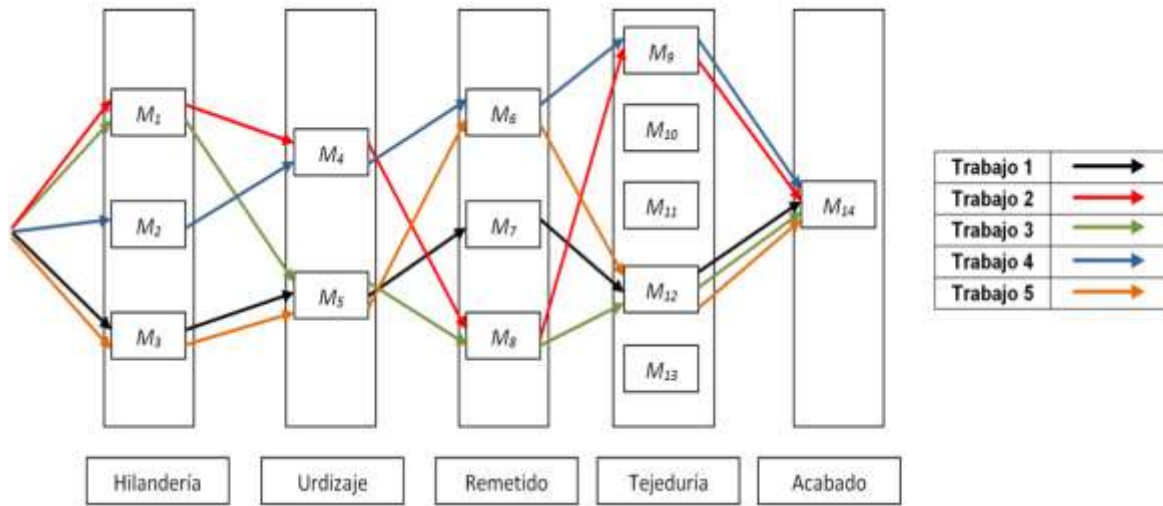 M1
M2
M3
M4
M5
M6
M7
M8
M9
M10
M11
M12
M13
M14
Hilandería
Urdizaje
Remetido
Tejeduría
Acabado
Trabajo 1
Trabajo 2
Trabajo 3
Trabajo 4
Trabajo 5